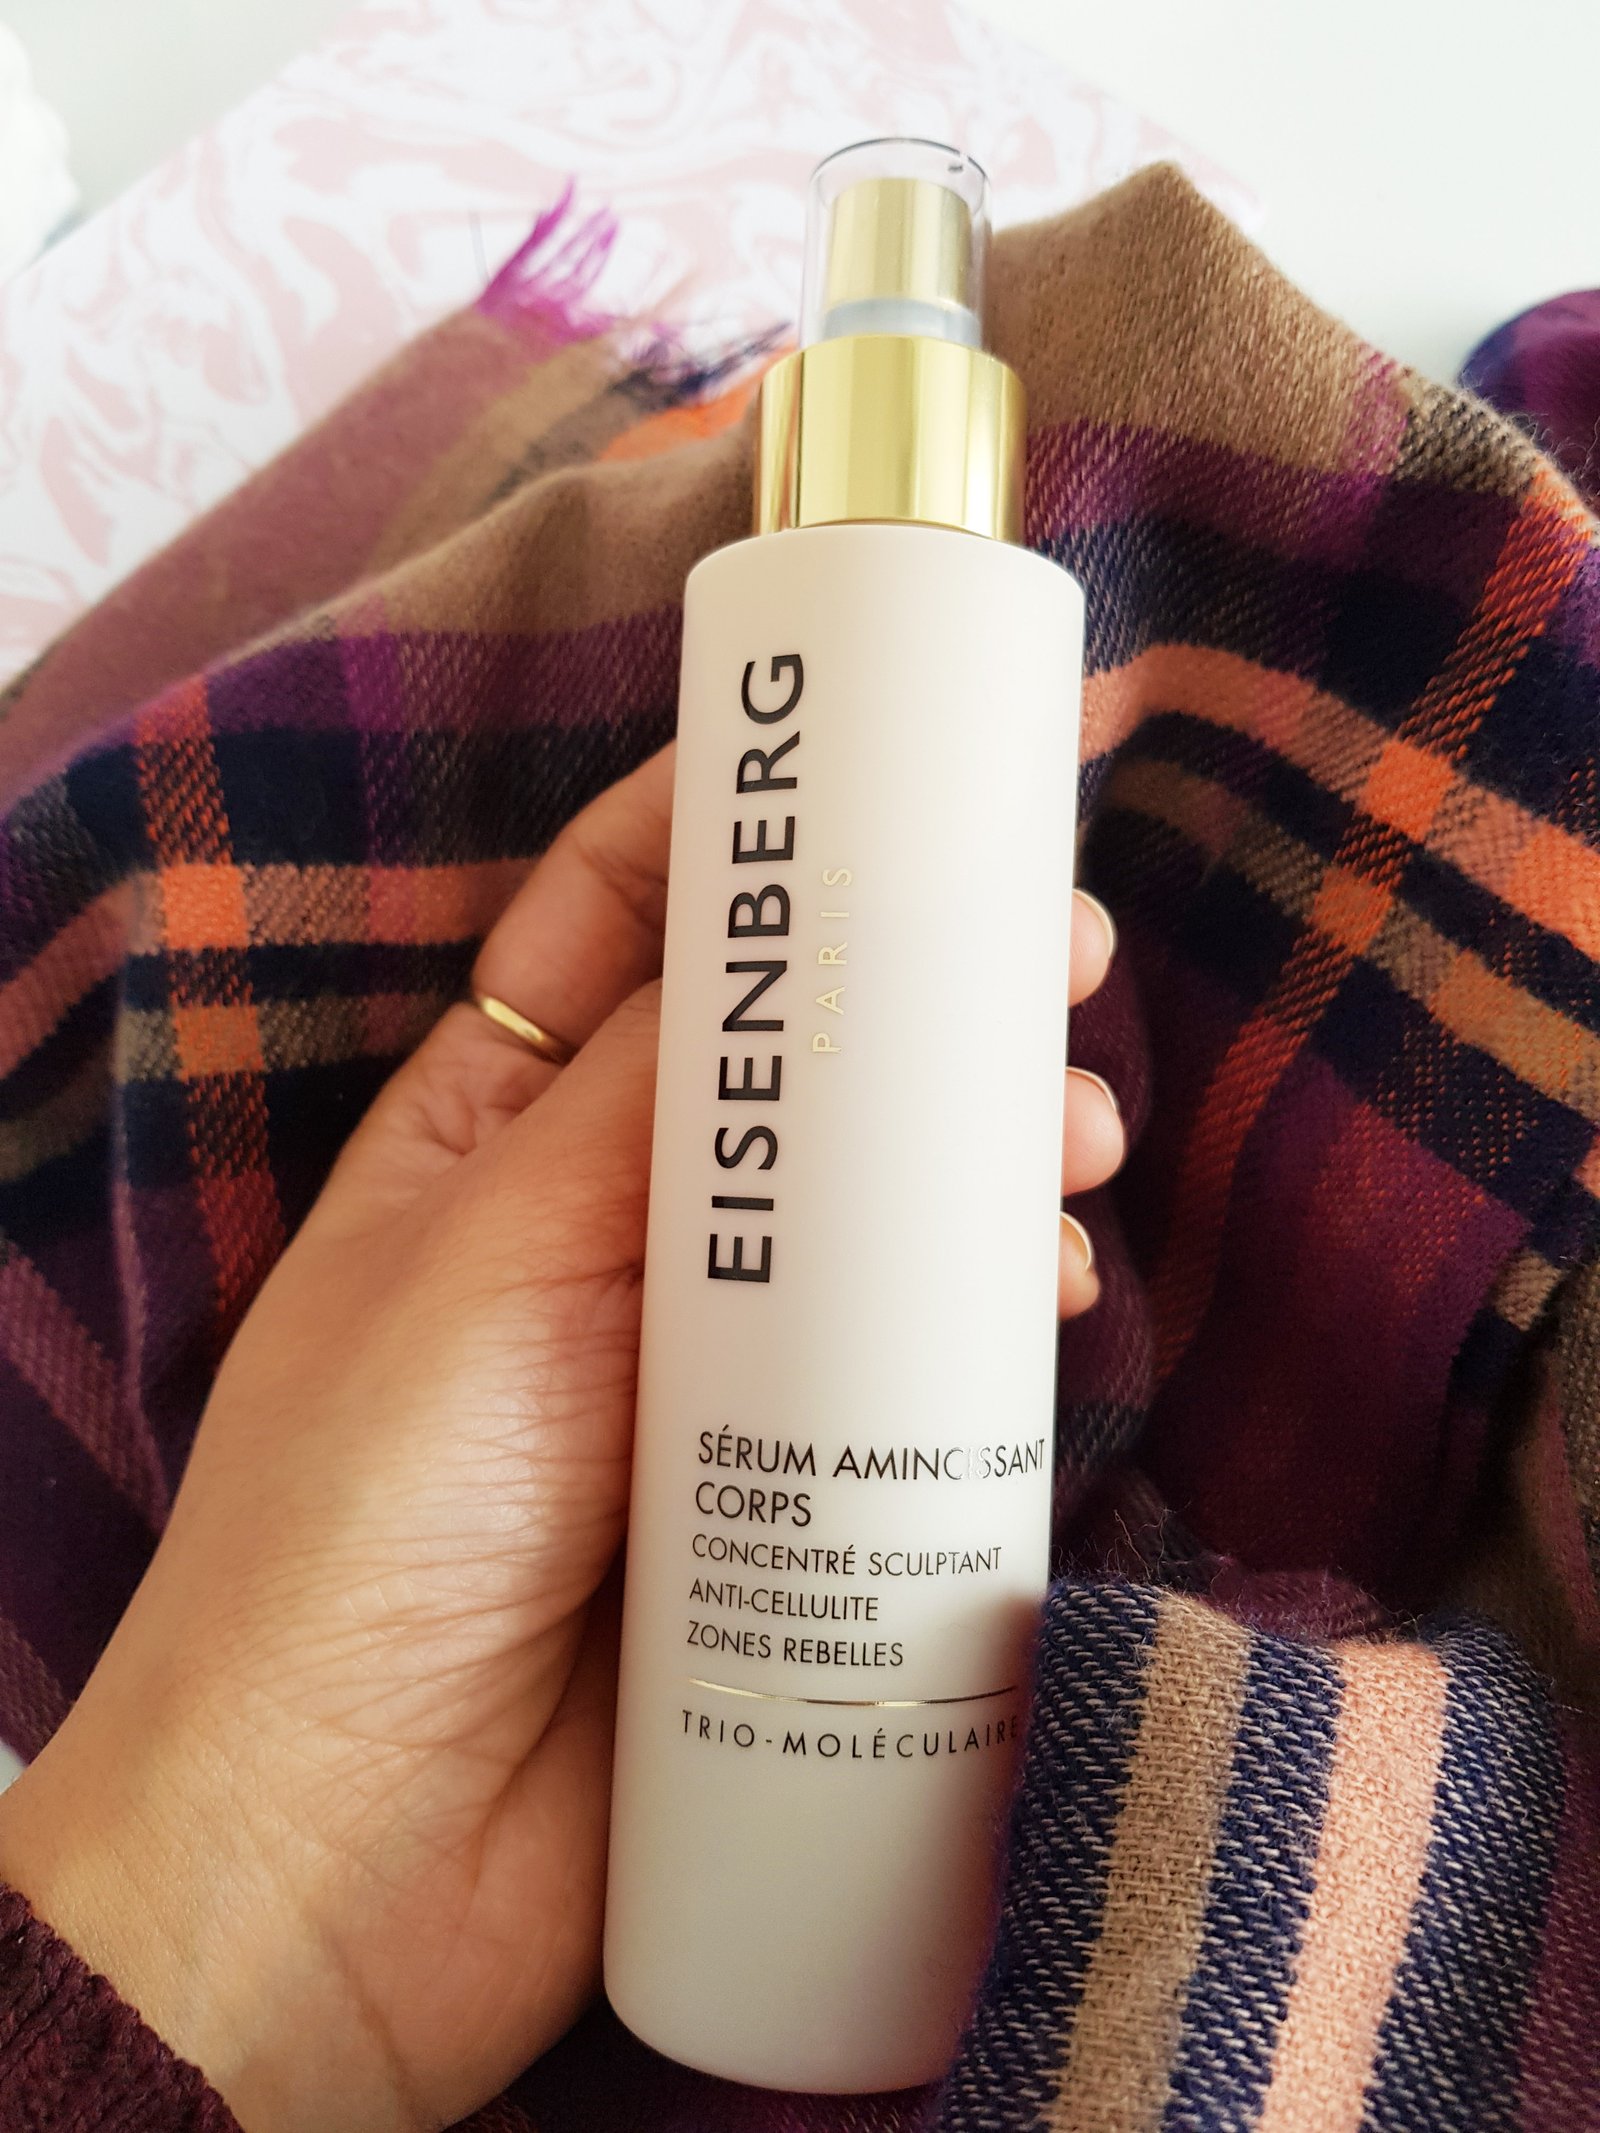 EISENBERG
PARIS
SÉRUM AMINCISSANT
CORPS
CONCENTRÉ SCULPTANT
ANTI-CELLULITE
ZONES REBELLES
TRIO-MOLÉCULAIRE